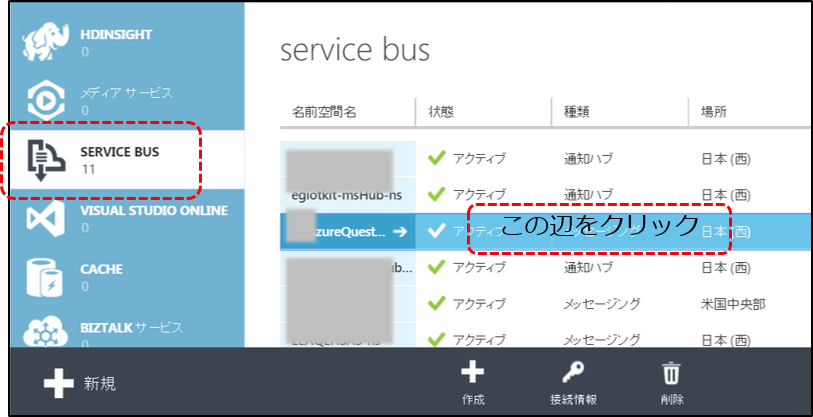 HDINSIGHT
0
メディア サービス
0
SERVICE BUS
11
VISUAL STUDIO ONLINE
0
CACHE
0
BIZTALK サービス
0
service bus
名前空間名 状態 種類 場所
アクティブ 通知ハブ 日本 (西)
egiotkit-msHub-ns アクティブ 通知ハブ 日本 (西)
zureQuest... アクティブ メッセージング 日本 (西)
この辺をクリック
ub... アクティブ 通知ハブ 日本 (西)
アクティブ メッセージング 米国中央部
アクティブ メッセージング 日本 (西)
新規
作成 接続情報 削除